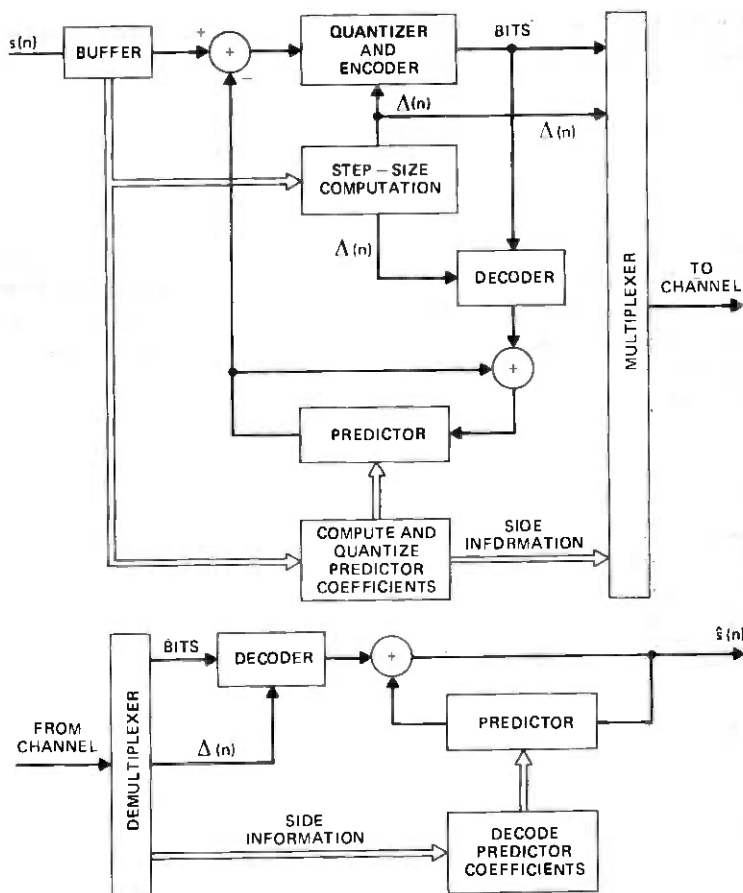 s(n)
BUFFER
+
+
−
QUANTIZER
AND
ENCODER
BITS
Δ(n)
Δ(n)
STEP – SIZE
COMPUTATION
Δ(n)
DECODER
+
PREDICTOR
COMPUTE AND
QUANTIZE
PREDICTOR
COEFFICIENTS
SIDE
INFORMATION
MULTIPLEXER
TO
CHANNEL
FROM
CHANNEL
DEMULTIPLEXER
BITS
DECODER
+
ŝ(n)
PREDICTOR
Δ(n)
SIDE
INFORMATION
DECODE
PREDICTOR
COEFFICIENTS